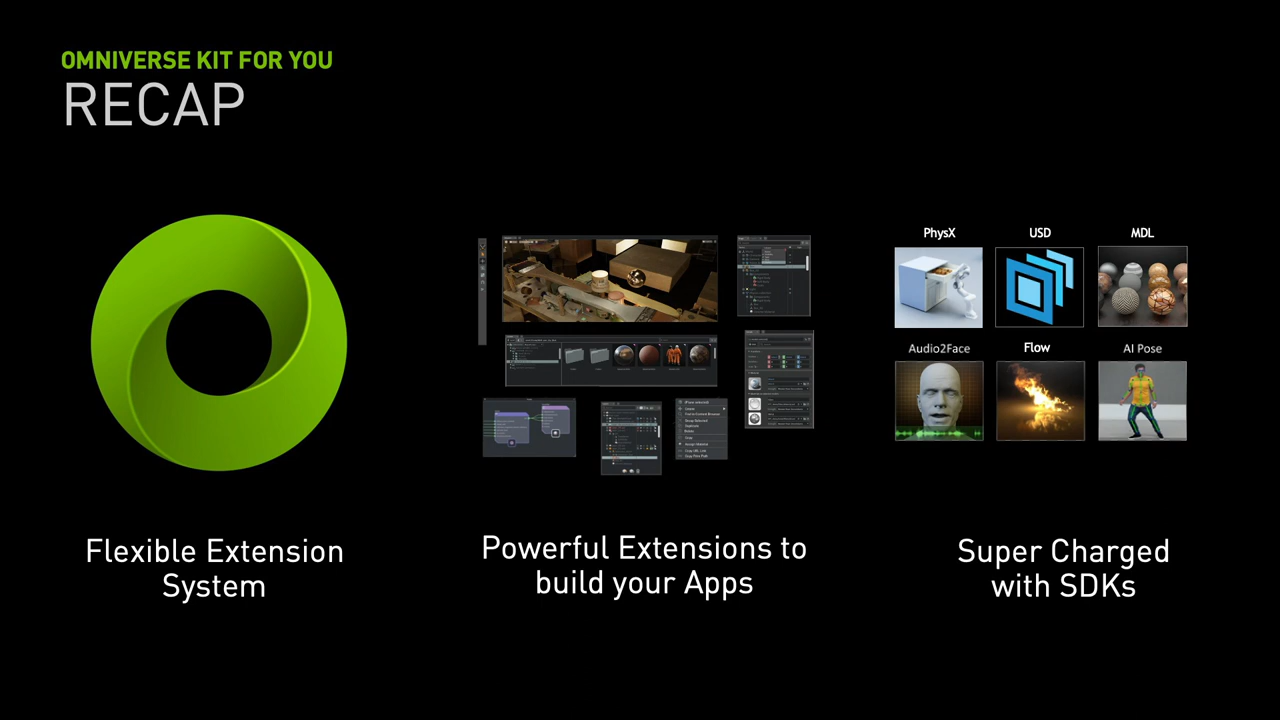 OMNIVERSE KIT FOR YOU
RECAP
Flexible Extension
System
Powerful Extensions to
build your Apps
PhysX
USD
MDL
Audio2Face
Flow
AI Pose
Super Charged
with SDKs